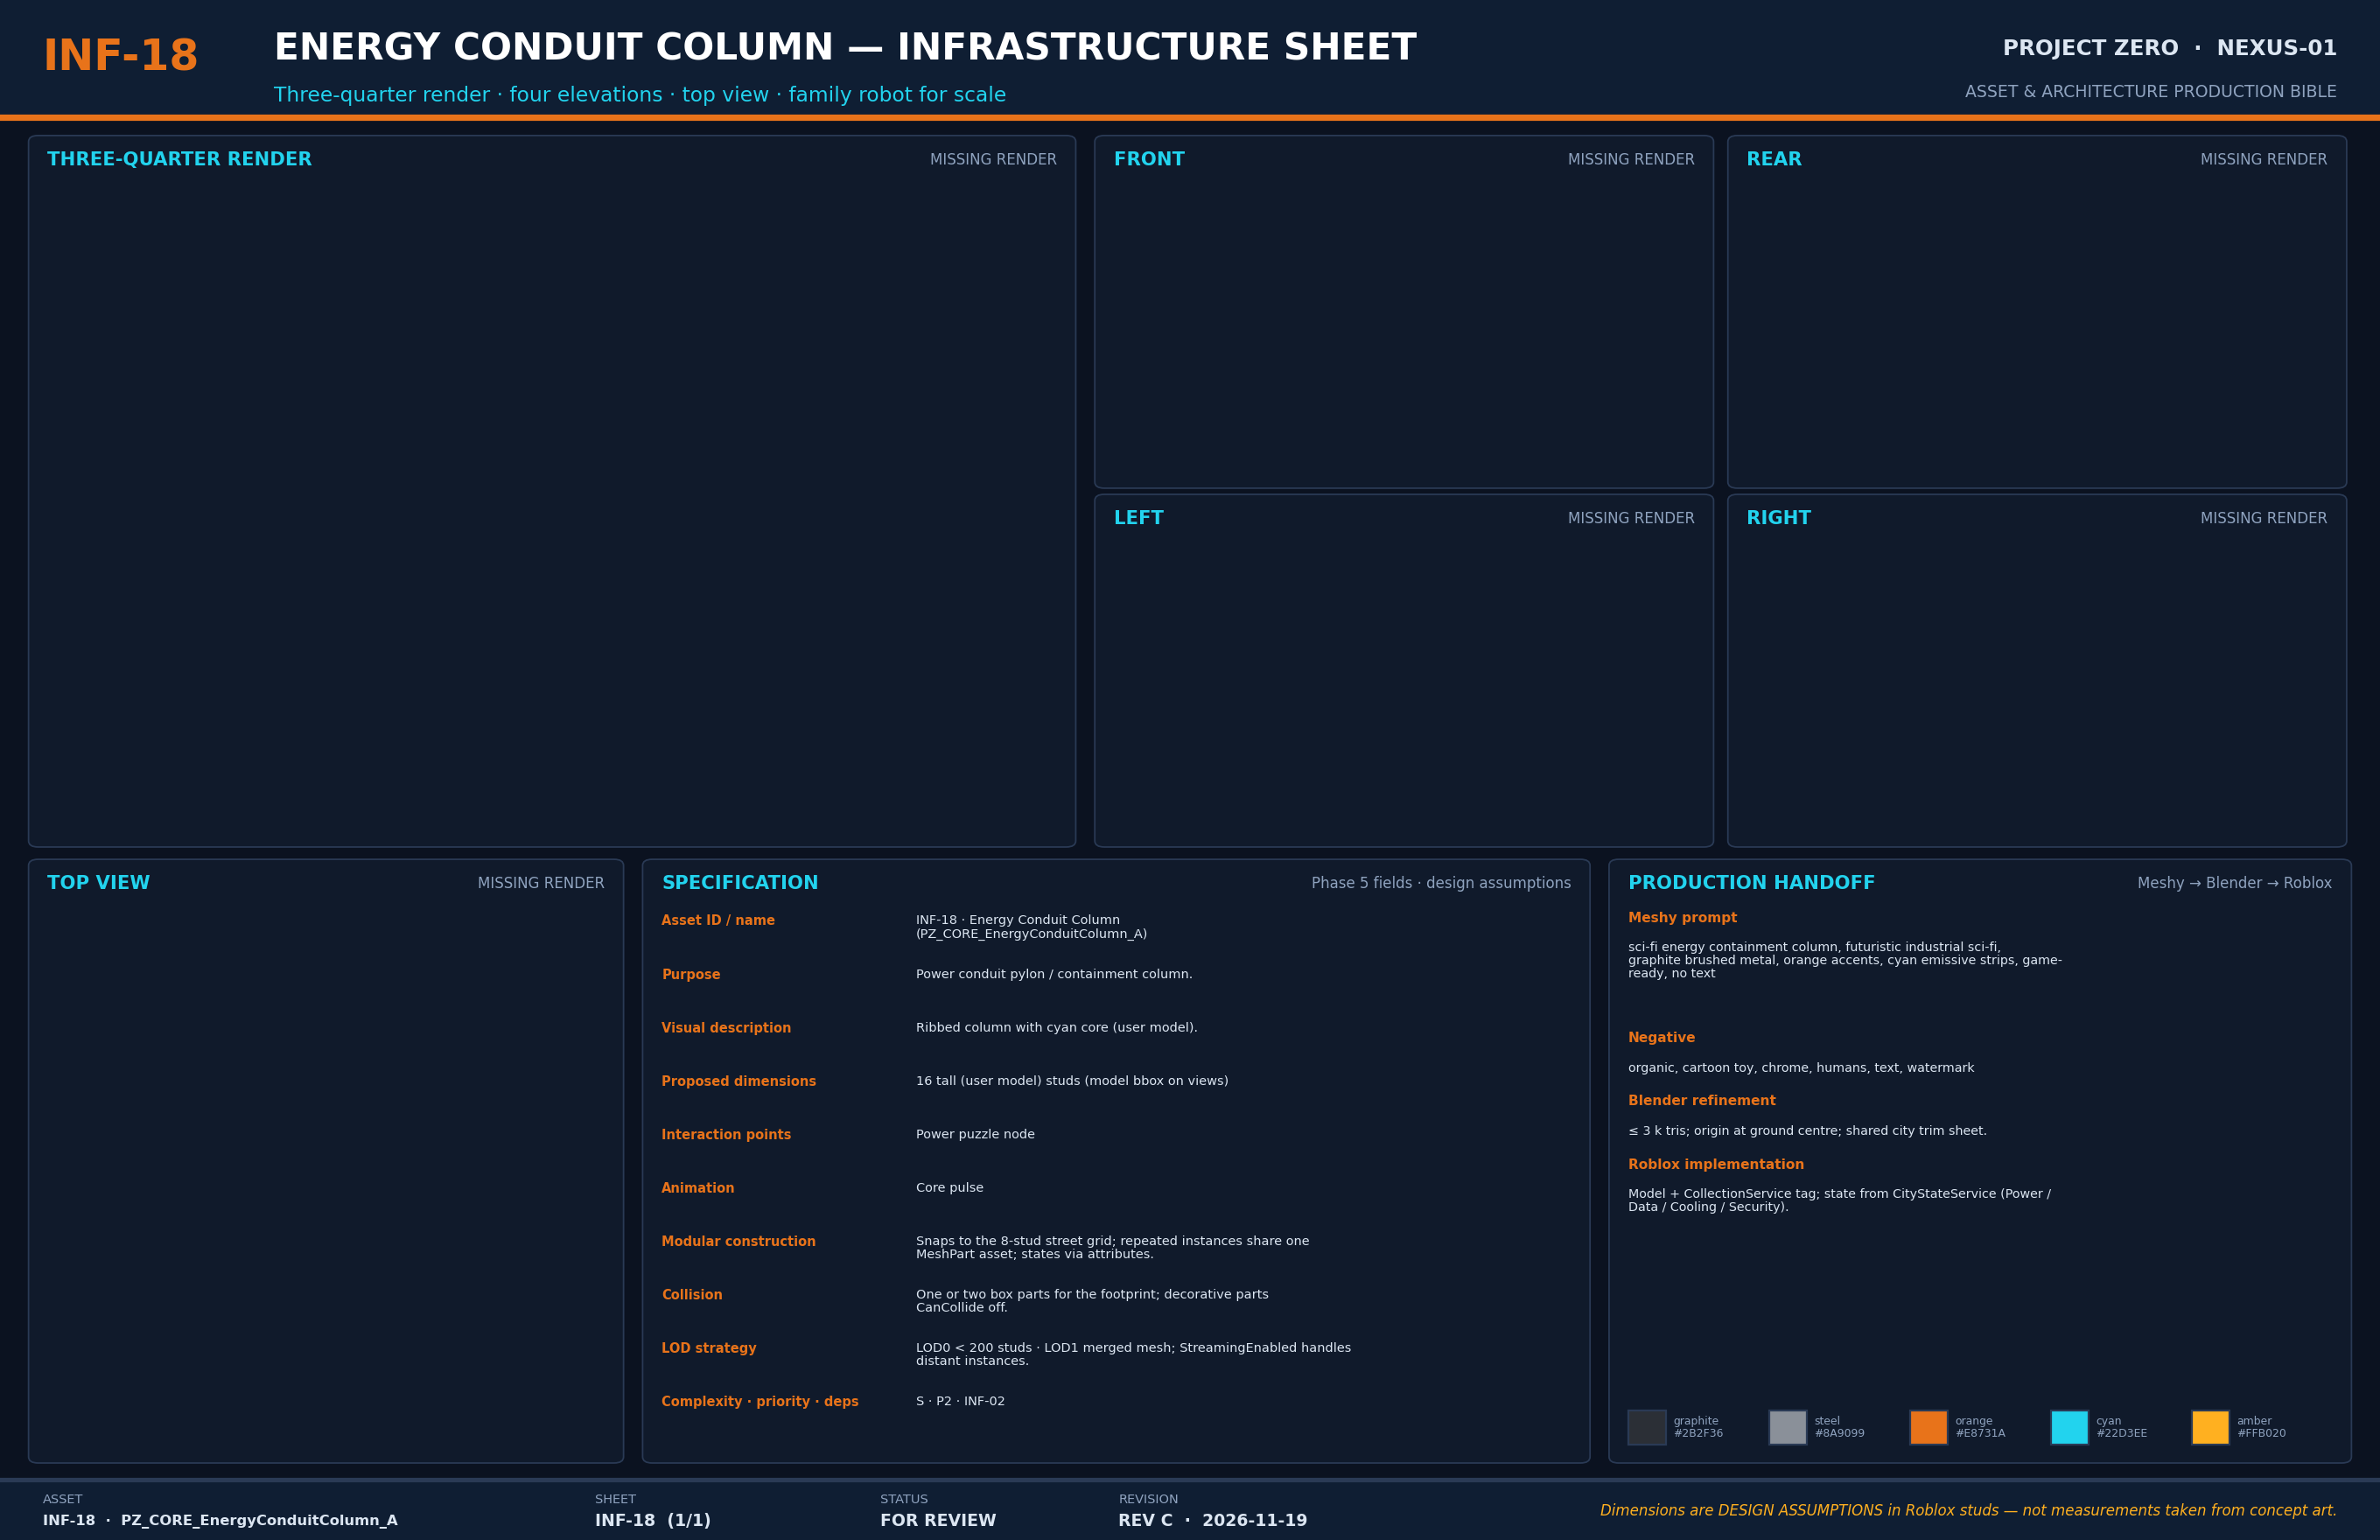 INF-18
ENERGY CONDUIT COLUMN — INFRASTRUCTURE SHEET
Three-quarter render · four elevations · top view · family robot for scale
PROJECT ZERO · NEXUS-01
ASSET & ARCHITECTURE PRODUCTION BIBLE
THREE-QUARTER RENDER
MISSING RENDER
FRONT
MISSING RENDER
REAR
MISSING RENDER
LEFT
MISSING RENDER
RIGHT
MISSING RENDER
TOP VIEW
MISSING RENDER
SPECIFICATION
Phase 5 fields · design assumptions
Asset ID / name
INF-18 · Energy Conduit Column
(PZ_CORE_EnergyConduitColumn_A)
Purpose
Power conduit pylon / containment column.
Visual description
Ribbed column with cyan core (user model).
Proposed dimensions
16 tall (user model) studs (model bbox on views)
Interaction points
Power puzzle node
Animation
Core pulse
Modular construction
Snaps to the 8-stud street grid; repeated instances share one
MeshPart asset; states via attributes.
Collision
One or two box parts for the footprint; decorative parts
CanCollide off.
LOD strategy
LOD0 < 200 studs · LOD1 merged mesh; StreamingEnabled handles
distant instances.
Complexity · priority · deps
S · P2 · INF-02
PRODUCTION HANDOFF
Meshy → Blender → Roblox
Meshy prompt
sci-fi energy containment column, futuristic industrial sci-fi,
graphite brushed metal, orange accents, cyan emissive strips, game-
ready, no text
Negative
organic, cartoon toy, chrome, humans, text, watermark
Blender refinement
≤ 3 k tris; origin at ground centre; shared city trim sheet.
Roblox implementation
Model + CollectionService tag; state from CityStateService (Power /
Data / Cooling / Security).
graphite
#2B2F36
steel
#8A9099
orange
#E8731A
cyan
#22D3EE
amber
#FFB020
ASSET
INF-18 · PZ_CORE_EnergyConduitColumn_A
SHEET
INF-18 (1/1)
STATUS
FOR REVIEW
REVISION
REV C · 2026-11-19
Dimensions are DESIGN ASSUMPTIONS in Roblox studs — not measurements taken from concept art.